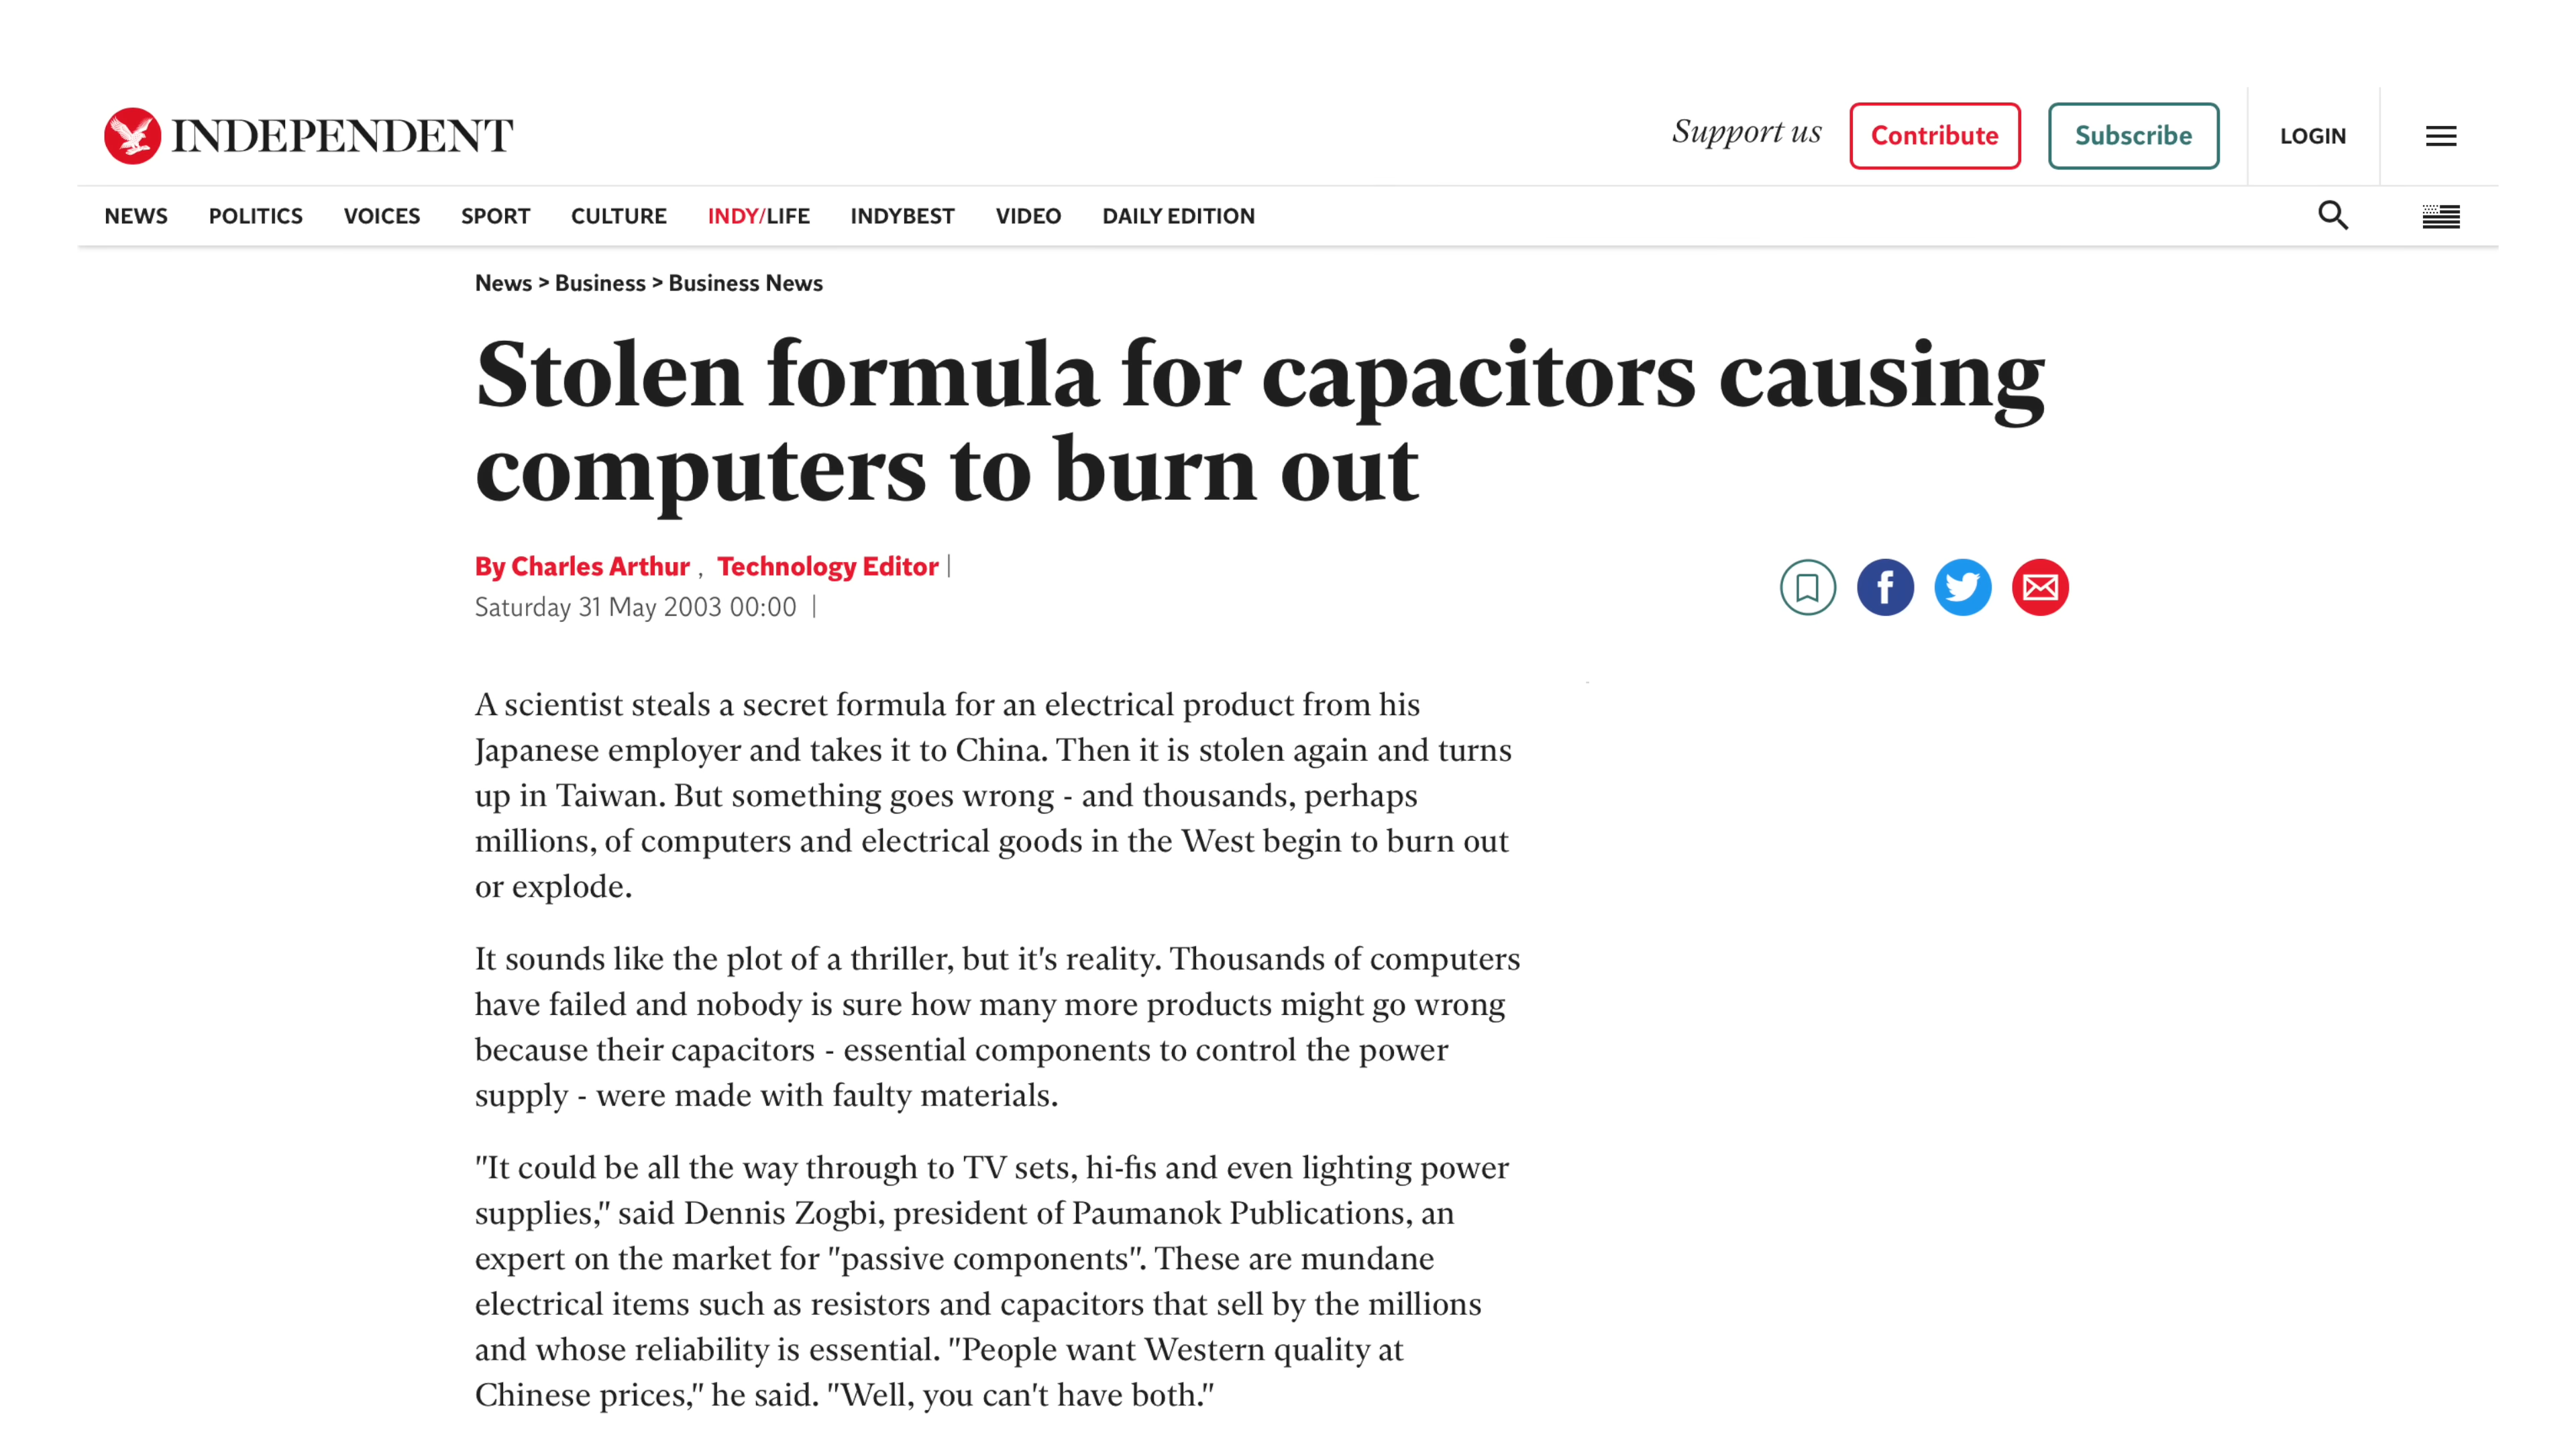 INDEPENDENT
Support us
Contribute
Subscribe
LOGIN
NEWS POLITICS VOICES SPORT CULTURE INDY/LIFE INDYBEST VIDEO DAILY EDITION
News > Business > Business News
Stolen formula for capacitors causing
computers to burn out
By Charles Arthur , Technology Editor |
Saturday 31 May 2003 00:00 |
A scientist steals a secret formula for an electrical product from his
Japanese employer and takes it to China. Then it is stolen again and turns
up in Taiwan. But something goes wrong - and thousands, perhaps
millions, of computers and electrical goods in the West begin to burn out
or explode.
It sounds like the plot of a thriller, but it's reality. Thousands of computers
have failed and nobody is sure how many more products might go wrong
because their capacitors - essential components to control the power
supply - were made with faulty materials.
"It could be all the way through to TV sets, hi-fis and even lighting power
supplies," said Dennis Zogbi, president of Paumanok Publications, an
expert on the market for "passive components". These are mundane
electrical items such as resistors and capacitors that sell by the millions
and whose reliability is essential. "People want Western quality at
Chinese prices," he said. "Well, you can't have both."